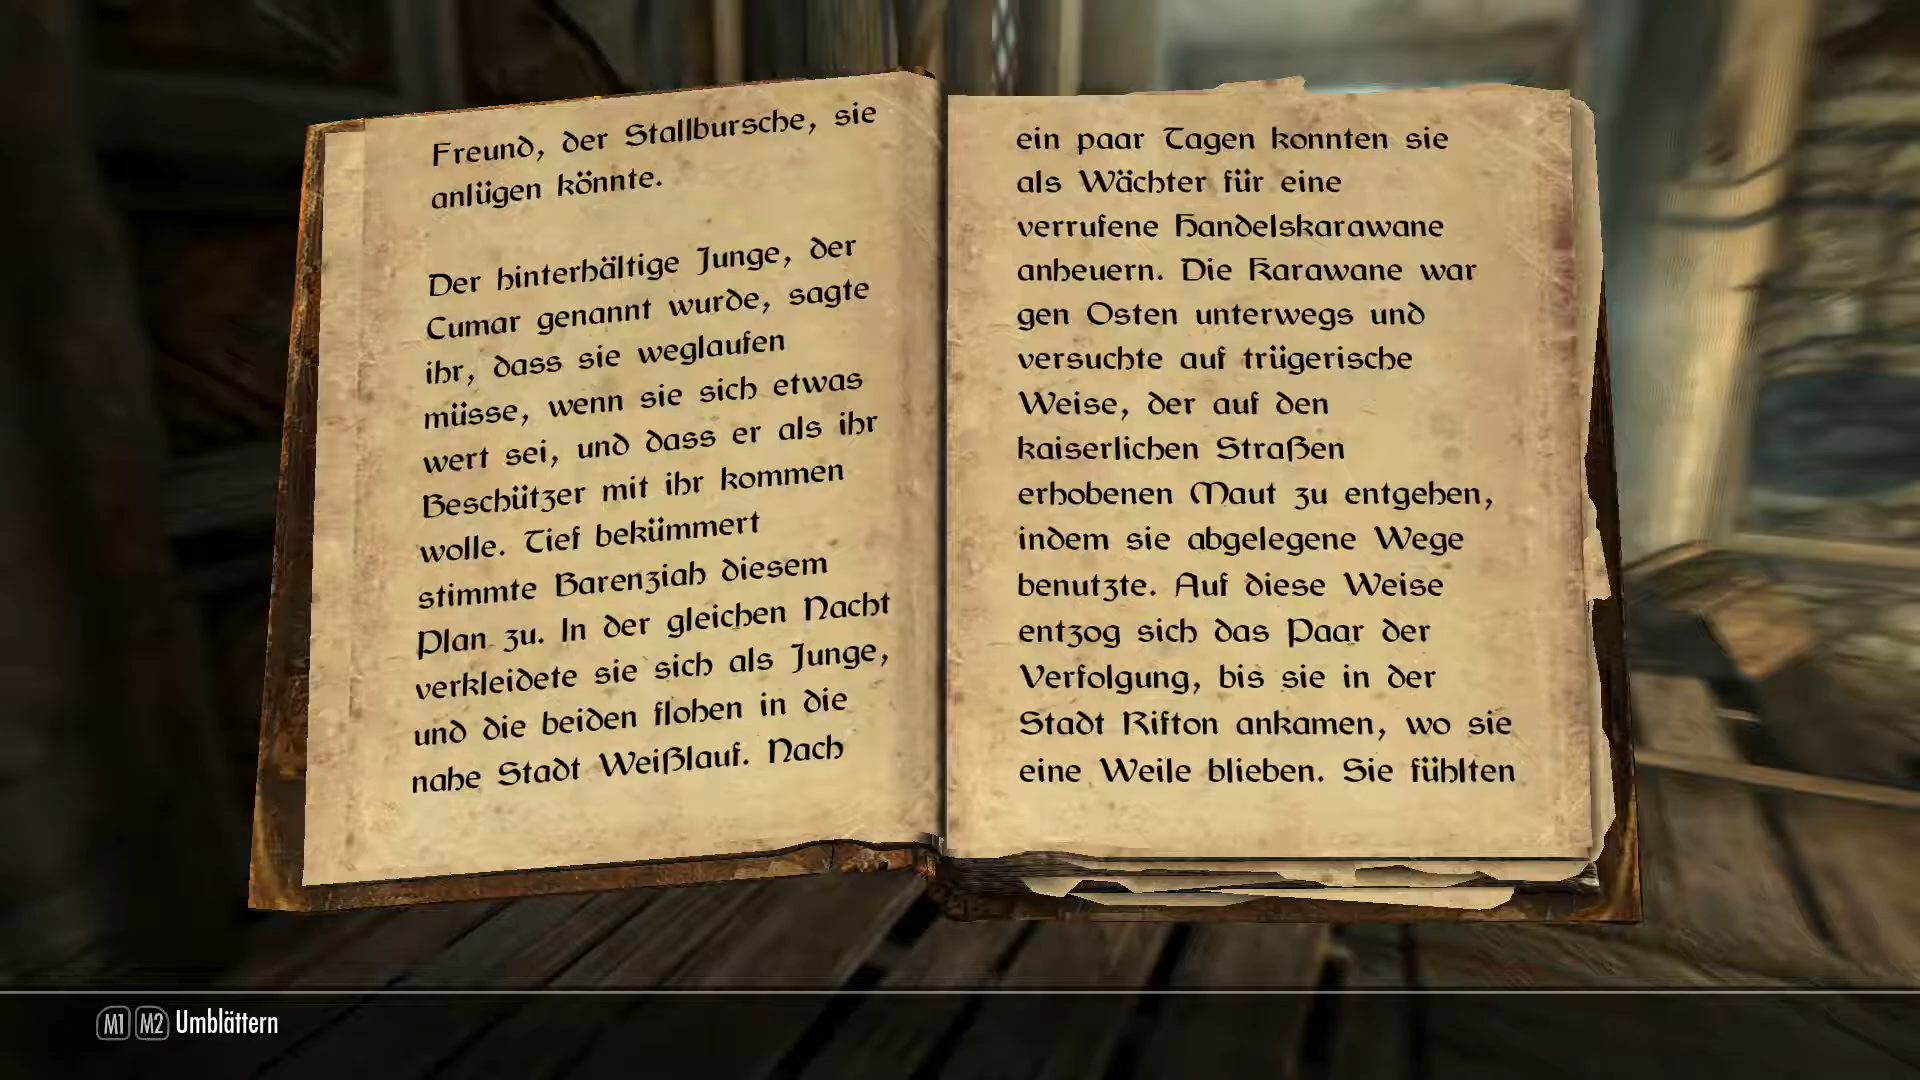 Freund, der Stallbursche, sie
anlügen könnte.
Der hinterhältige Junge, der
Cumar genannt wurde, sagte
ihr, dass sie weglaufen
müsse, wenn sie sich etwas
wert sei, und dass er als ihr
Beschützer mit ihr kommen
wolle. Tief bekümmert
stimmte Barenziah diesem
Plan zu. In der gleichen Nacht
verkleidete sie sich als Junge,
und die beiden flohen in die
nahe Stadt Weißlauf. Nach
ein paar Tagen konnten sie
als Wächter für eine
verrufene Handelskarawane
anheuern. Die Karawane war
gen Osten unterwegs und
versuchte auf trügerische
Weise, der auf den
kaiserlichen Straßen
erhobenen Maut zu entgehen,
indem sie abgelegene Wege
benutzte. Auf diese Weise
entzog sich das Paar der
Verfolgung, bis sie in der
Stadt Rifton ankamen, wo sie
eine Weile blieben. Sie fühlten
M1 M2 Umblättern